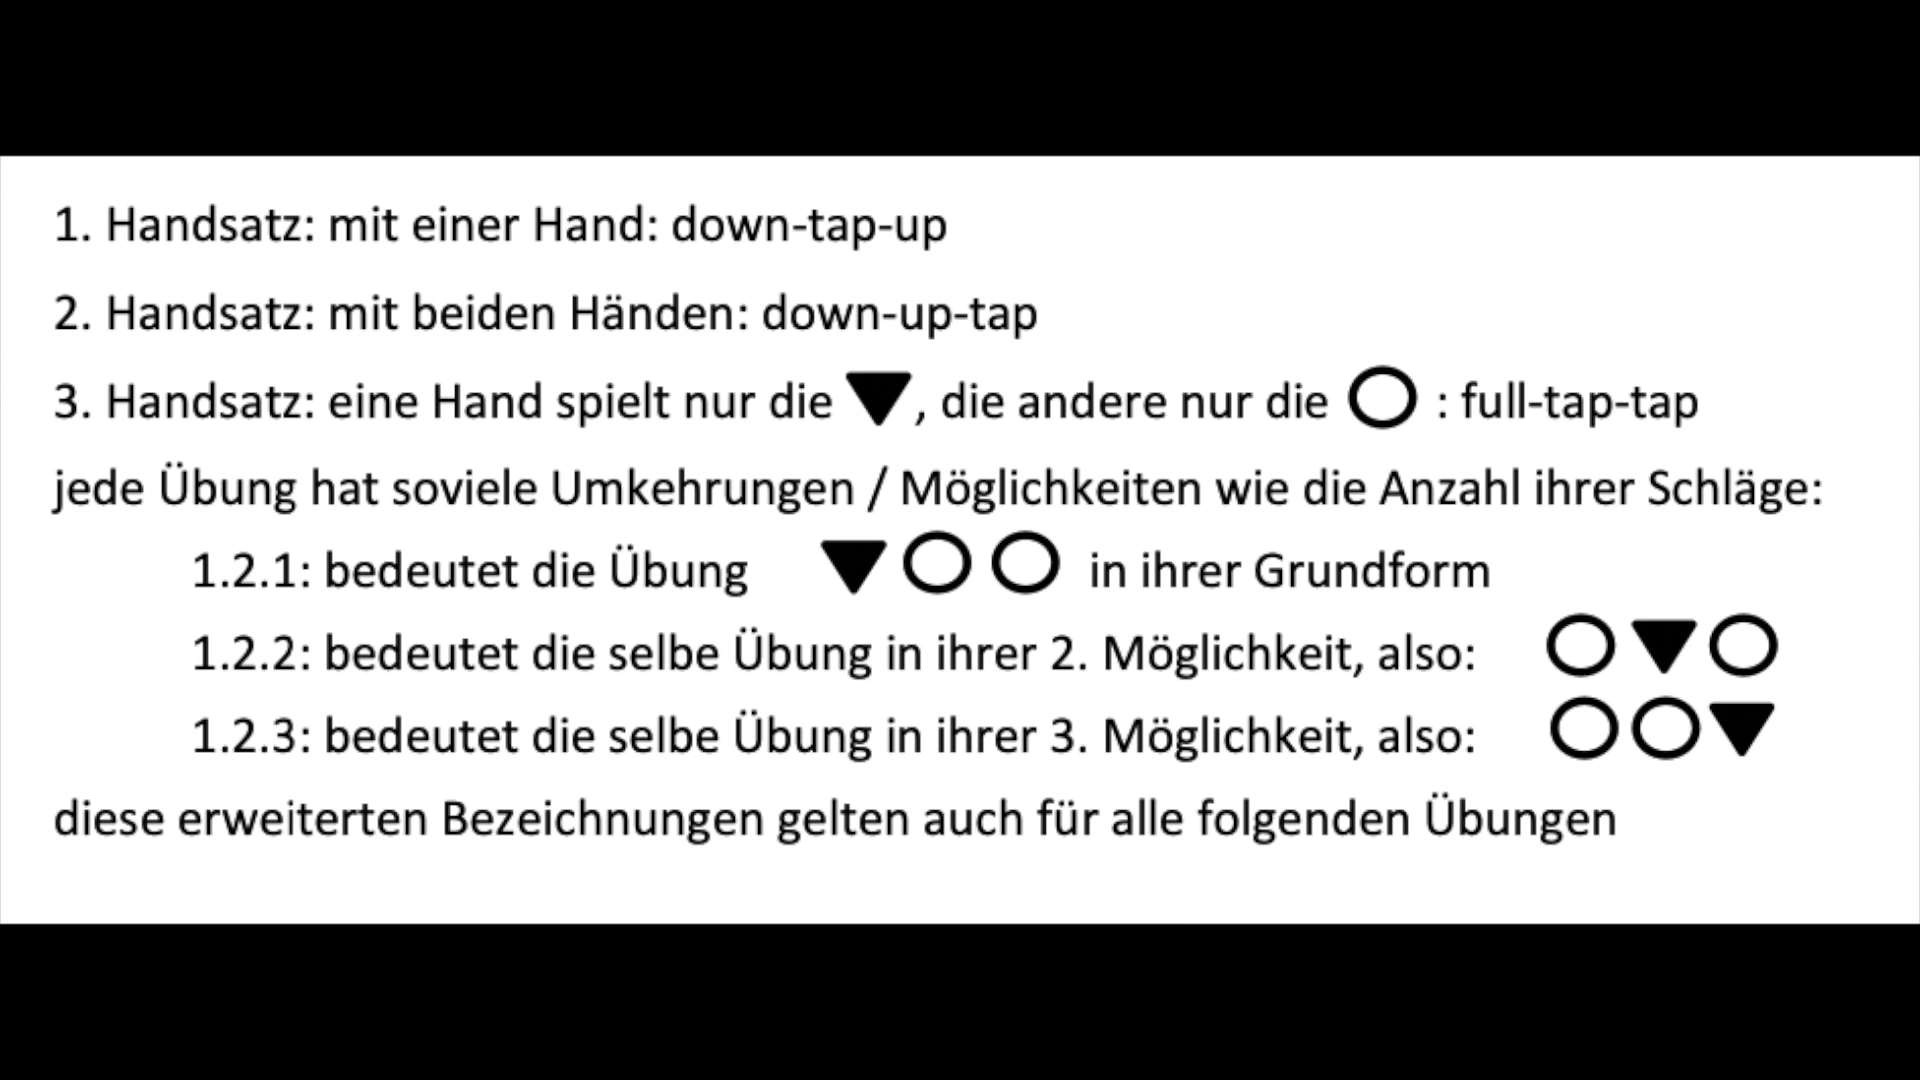 1. Handsatz: mit einer Hand: down-tap-up
2. Handsatz: mit beiden Händen: down-up-tap
3. Handsatz: eine Hand spielt nur die ▼, die andere nur die ○ : full-tap-tap
jede Übung hat soviele Umkehrungen / Möglichkeiten wie die Anzahl ihrer Schläge:
1.2.1: bedeutet die Übung ▼○○ in ihrer Grundform
1.2.2: bedeutet die selbe Übung in ihrer 2. Möglichkeit, also: ○▼○
1.2.3: bedeutet die selbe Übung in ihrer 3. Möglichkeit, also: ○○▼
diese erweiterten Bezeichnungen gelten auch für alle folgenden Übungen